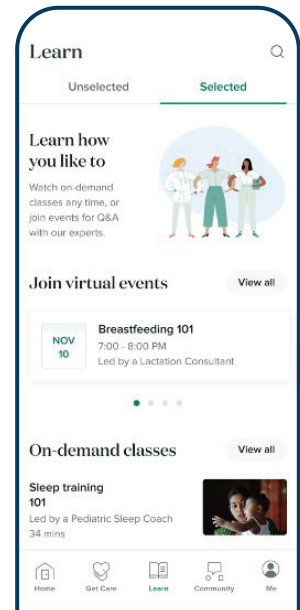 Learn
Unselected
Selected
Learn how
you like to
Watch on-demand
classes any time, or
join events for Q&A
with our experts.
Join virtual events
View all
NOV
10
Breastfeeding 101
7:00 - 8:00 PM
Led by a Lactation Consultant
On-demand classes
View all
Sleep training
101
Led by a Pediatric Sleep Coach
34 mins
Home
Get Care
Learn
Community
Me